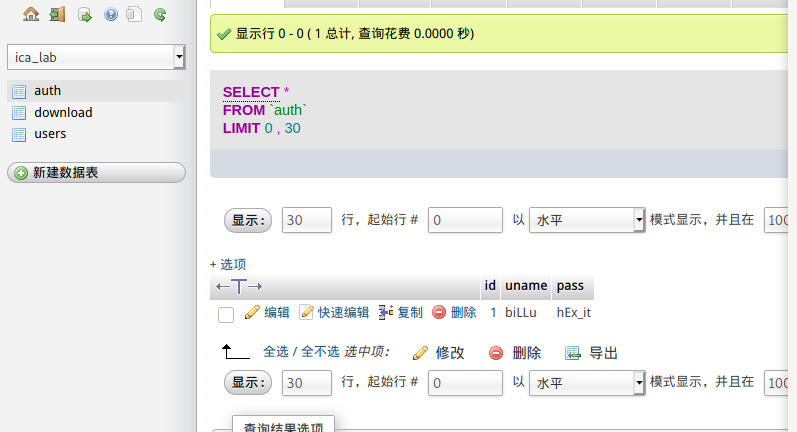 ica_lab
auth
download
users
新建数据表
显示行 0 - 0 ( 1 总计, 查询花费 0.0000 秒)
SELECT *
FROM `auth`
LIMIT 0 , 30
显示 : 30 行，起始行 # 0 以 水平 模式显示，并且在 100
+ 选项
←T→ id uname pass
编辑 快速编辑 复制 删除 1 biLLu hEx_it
全选 / 全不选 选中项： 修改 删除 导出
显示 : 30 行，起始行 # 0 以 水平 模式显示，并且在 100
查询结果选项